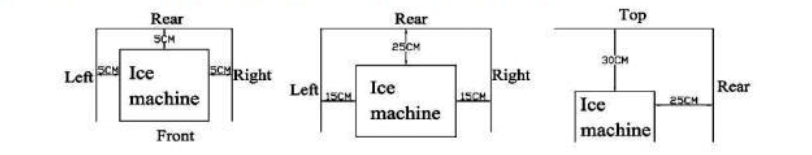 Rear
5CM
Left 5CM Ice machine 5CM Right
Front
Rear
25CM
Left 15CM Ice machine 15CM Right
Top
30CM
Ice machine 25CM Rear